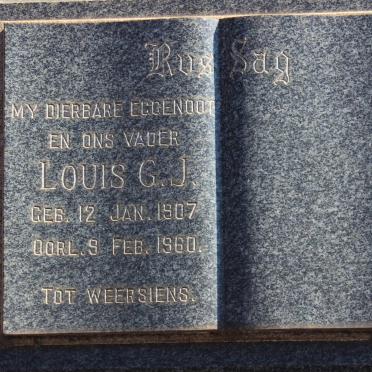 Rus Sag
MY DIERBARE EGGENOOT
EN ONS VADER
LOUIS G.J.
GEB. 12 JAN. 1907
OORL. 9 FEB. 1960.
TOT WEERSIENS.